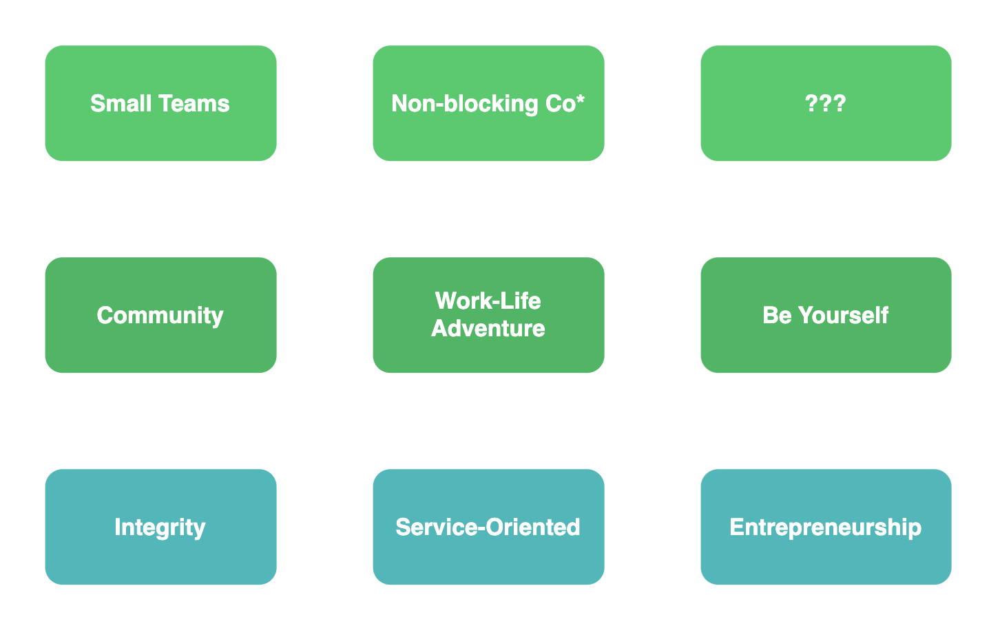 Small Teams
Non-blocking Co*
???
Community
Work-Life
Adventure
Be Yourself
Integrity
Service-Oriented
Entrepreneurship